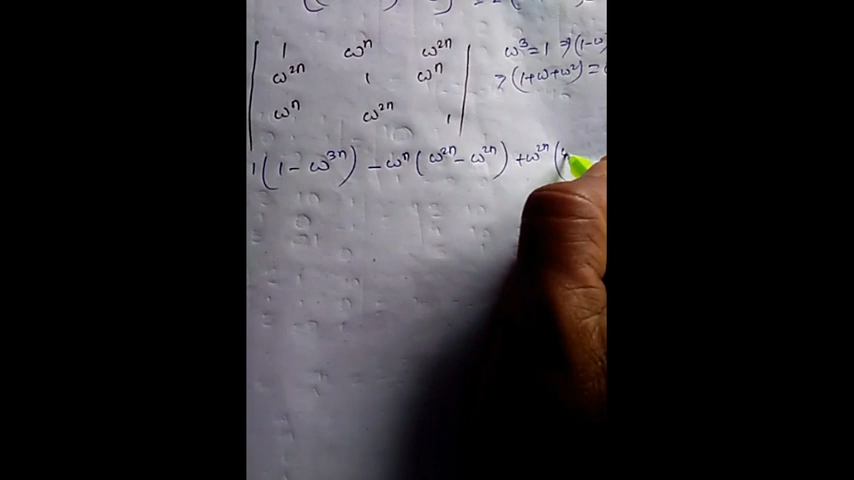 1 ωⁿ ω²ⁿ ω³ = 1 ⇒ (1-ω
ω²ⁿ 1 ωⁿ ⇒ (1+ω+ω²) =
ωⁿ ω²ⁿ 1
1(1 - ω³ⁿ) - ωⁿ(ω²ⁿ - ω²ⁿ) + ω²ⁿ(